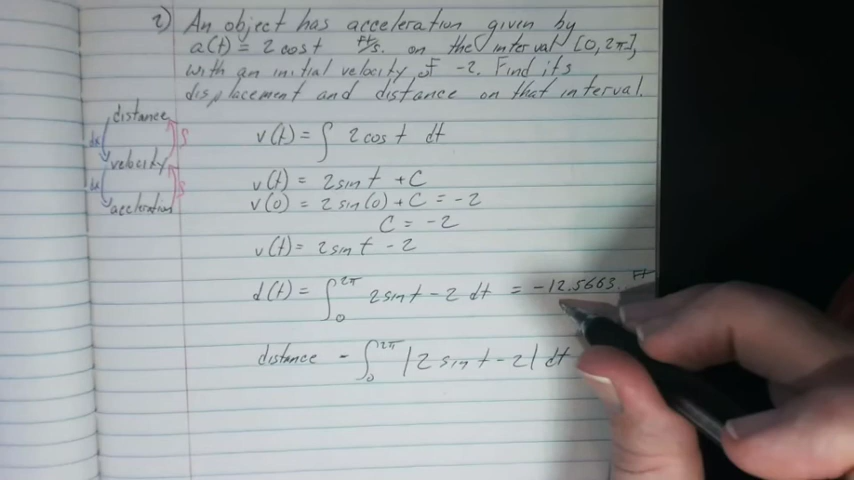 2) An object has acceleration given by
a(t) = 2 cos t ft/s. on the interval [0, 2π],
with an initial velocity of -2. Find its
displacement and distance on that interval.
distance
dx
velocity
dx
acceleration
∫
∫
v(t) = ∫ 2 cos t dt
v(t) = 2 sin t + C
v(0) = 2 sin(0) + C = -2
C = -2
v(t) = 2 sin t - 2
d(t) = ∫₀^2π 2 sin t - 2 dt = -12.5663. ft
distance - ∫₀^2π |2 sin t - 2| dt